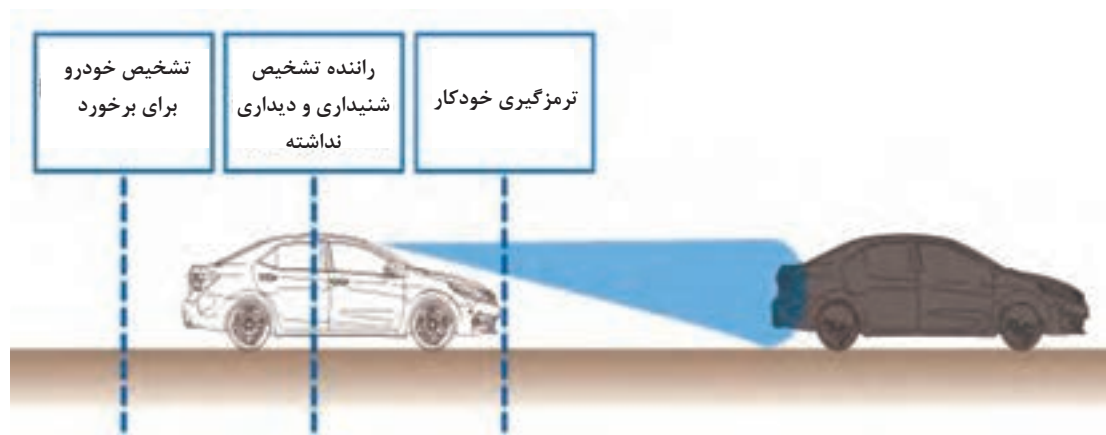 تشخیص خودرو
برای برخورد
راننده تشخیص
شنیداری و دیداری
نداشته
ترمزگیری خودکار